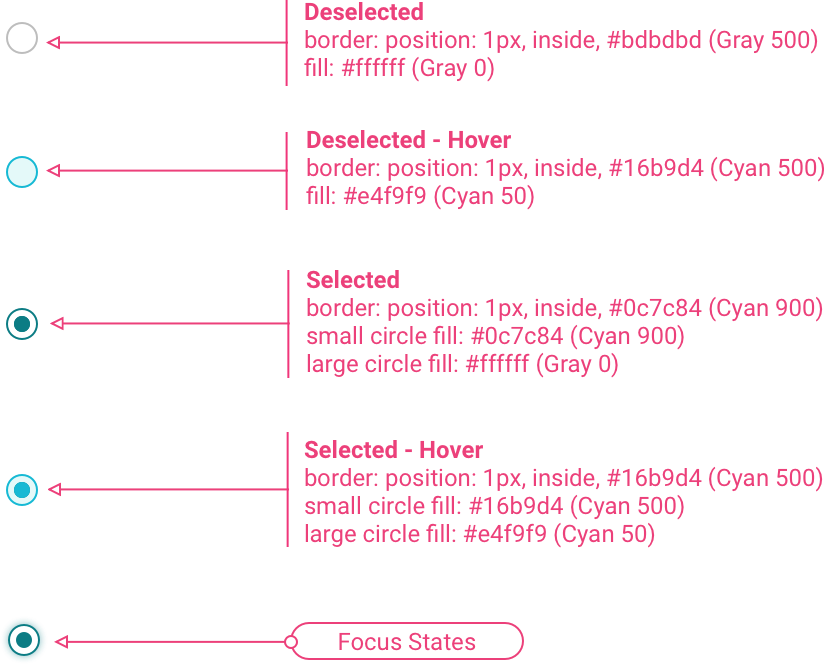 Deselected
border: position: 1px, inside, #bdbdbd (Gray 500)
fill: #ffffff (Gray 0)
Deselected - Hover
border: position: 1px, inside, #16b9d4 (Cyan 500)
fill: #e4f9f9 (Cyan 50)
Selected
border: position: 1px, inside, #0c7c84 (Cyan 900)
small circle fill: #0c7c84 (Cyan 900)
large circle fill: #ffffff (Gray 0)
Selected - Hover
border: position: 1px, inside, #16b9d4 (Cyan 500)
small circle fill: #16b9d4 (Cyan 500)
large circle fill: #e4f9f9 (Cyan 50)
Focus States